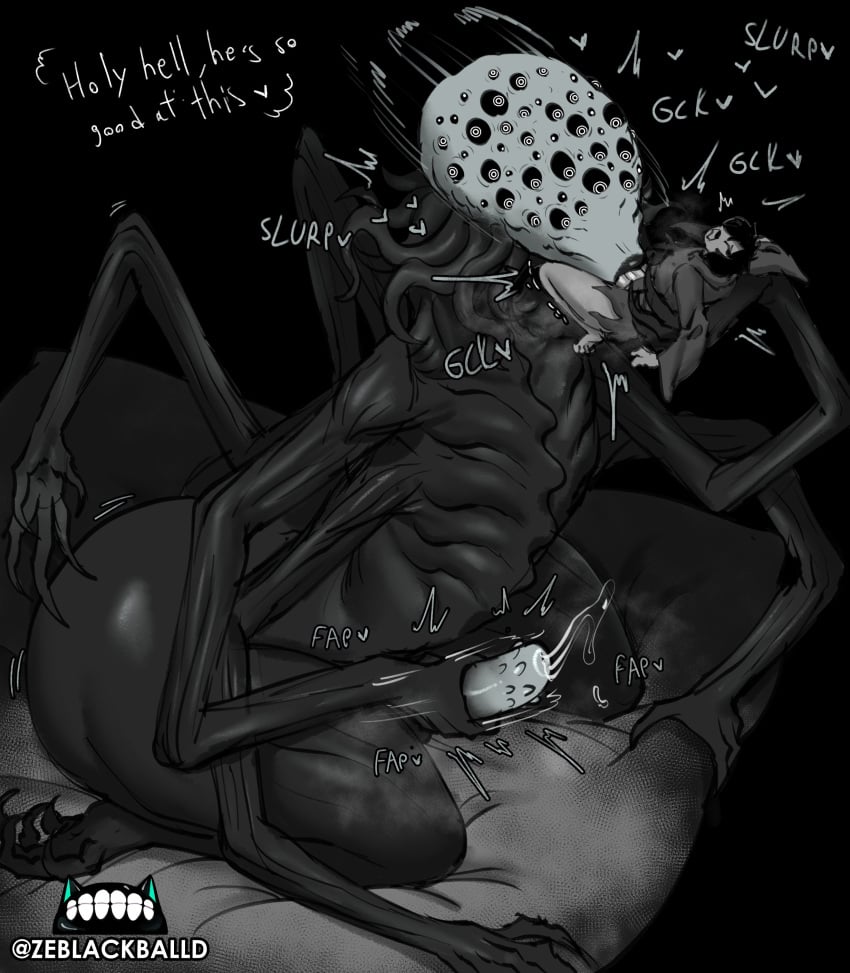 Holy hell, he's so
good at this
SLURP
GCK
GCK
SLURP
GCK
FAP
FAP
FAP
@ZEBLACKBALLD